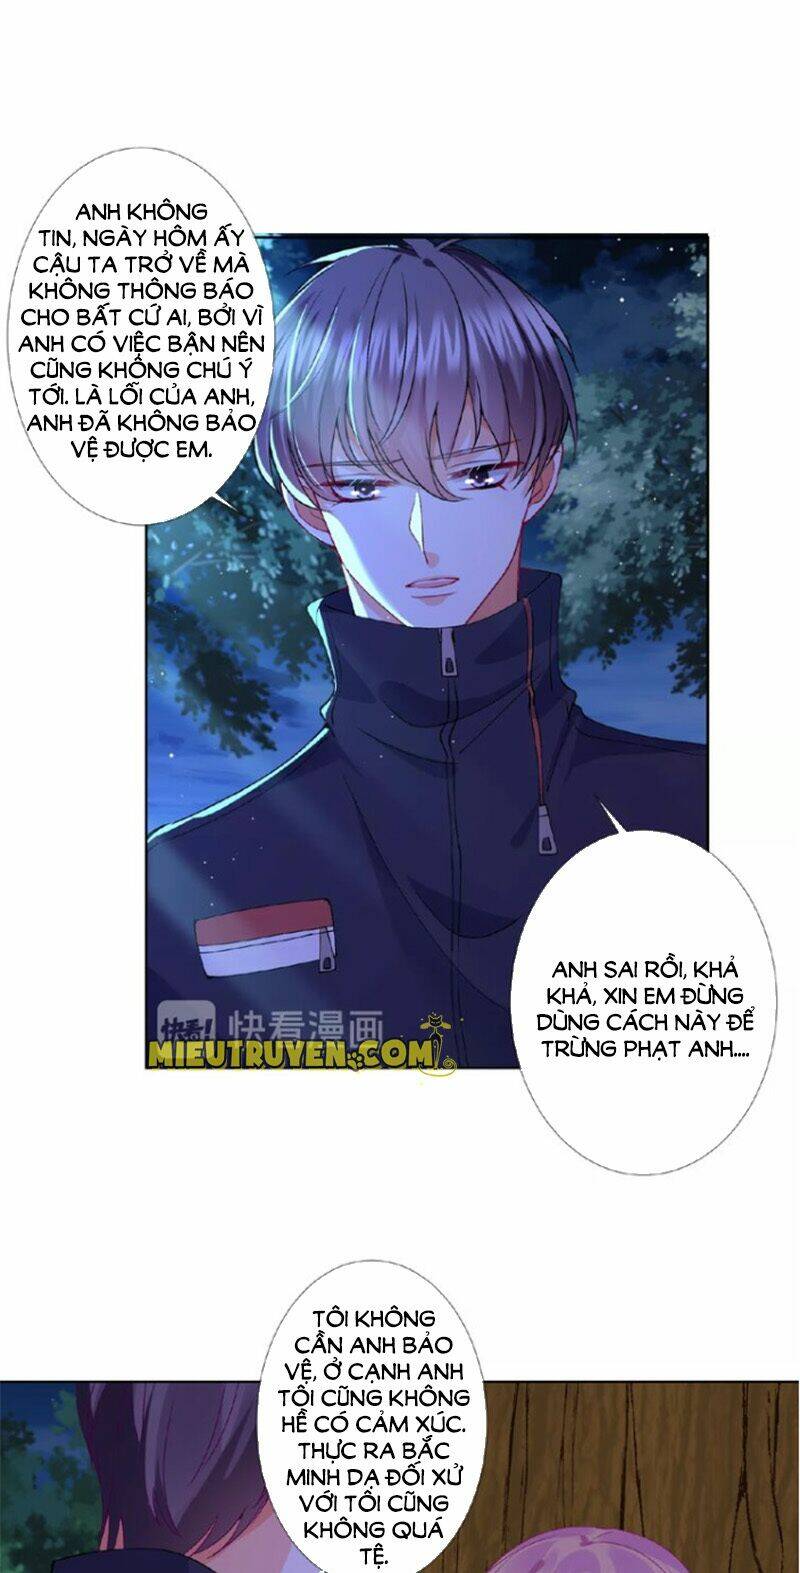 ANH KHÔNG
TIN, NGÀY HÔM ẤY
CẬU TA TRỞ VỀ MÀ
KHÔNG THÔNG BÁO
CHO BẤT CỨ AI, BỞI VÌ
ANH CÓ VIỆC BẬN NÊN
CŨNG KHÔNG CHÚ Ý
TỚI. LÀ LỖI CỦA ANH,
ANH ĐÃ KHÔNG BẢO
VỆ ĐƯỢC EM.
ANH SAI RỒI, KHẢ
KHẢ, XIN EM ĐỪNG
DÙNG CÁCH NÀY ĐỂ
TRỪNG PHẠT ANH....
快看! 快看漫画
MIEUTRUYEN.COM
TÔI KHÔNG
CẦN ANH BẢO
VỆ, Ở CẠNH ANH
TÔI CŨNG KHÔNG
HỀ CÓ CẢM XÚC.
THỰC RA BẮC
MINH DẠ ĐỐI XỬ
VỚI TÔI CŨNG
KHÔNG QUÁ
TỆ.